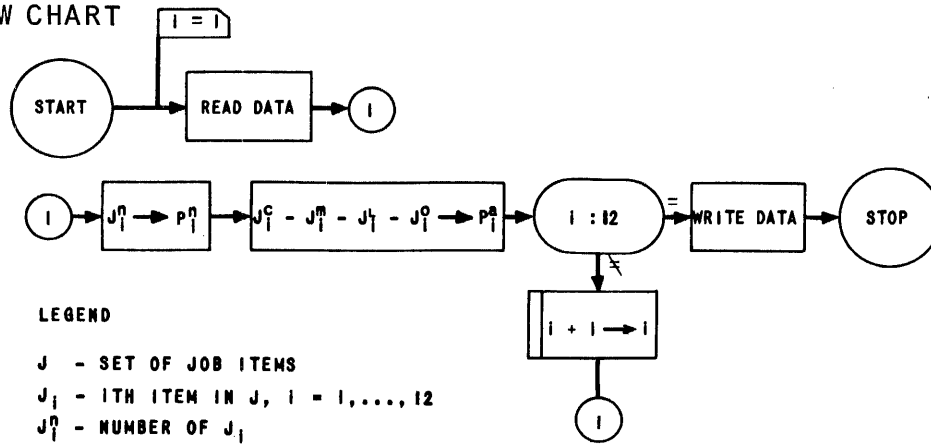 W CHART
i = 1
START
READ DATA
1
1
J_i^n → P_i^n
J_i^c - J_i^m - J_i^l - J_i^o → P_i^a
i : 12
=
WRITE DATA
STOP
≠
i + 1 → i
1
LEGEND
J - SET OF JOB ITEMS
J_i - ITH ITEM IN J, i = 1,..., 12
J_i^n - NUMBER OF J_i